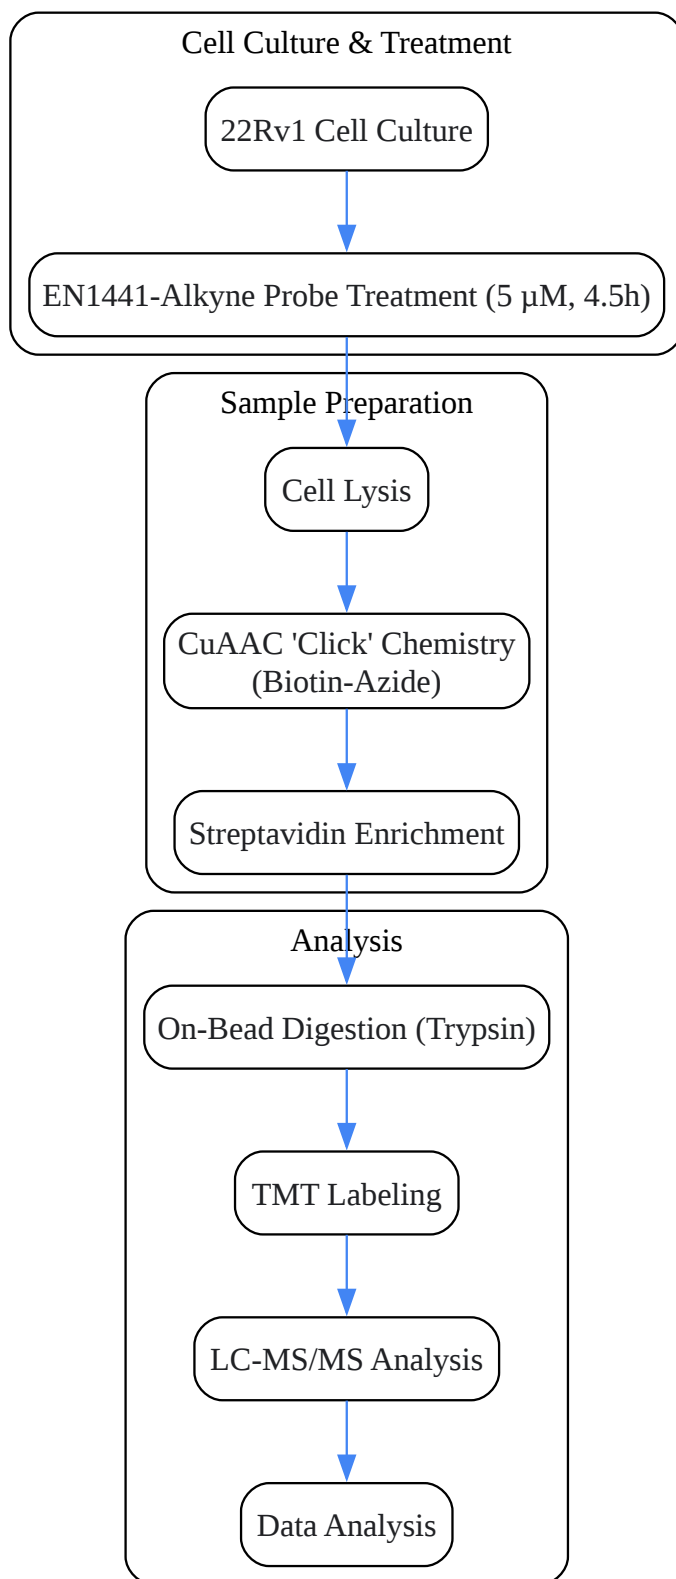 Cell Culture & Treatment
22Rv1 Cell Culture
EN1441-Alkyne Probe Treatment (5 µM, 4.5h)
Sample Preparation
Cell Lysis
CuAAC 'Click' Chemistry
(Biotin-Azide)
Streptavidin Enrichment
Analysis
On-Bead Digestion (Trypsin)
TMT Labeling
LC-MS/MS Analysis
Data Analysis